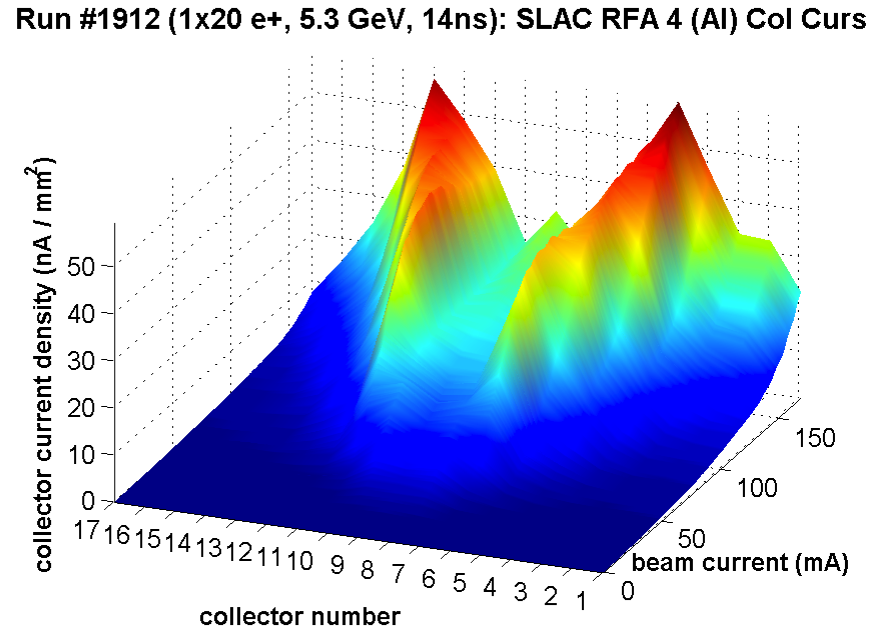 Run #1912 (1x20 e+, 5.3 GeV, 14ns): SLAC RFA 4 (Al) Col Curs
collector current density (nA / mm²)
50
40
30
20
10
0
17 16 15 14 13 12 11 10 9 8 7 6 5 4 3 2 1
collector number
0
50
100
150
beam current (mA)